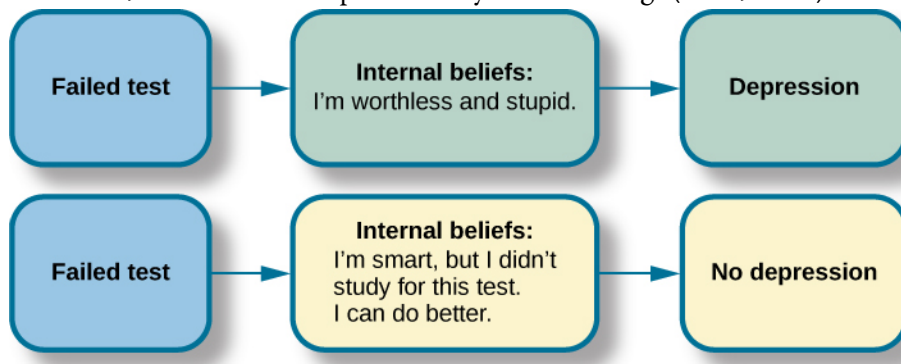 Failed test
Internal beliefs:
I'm worthless and stupid.
Depression
Failed test
Internal beliefs:
I'm smart, but I didn't
study for this test.
I can do better.
No depression